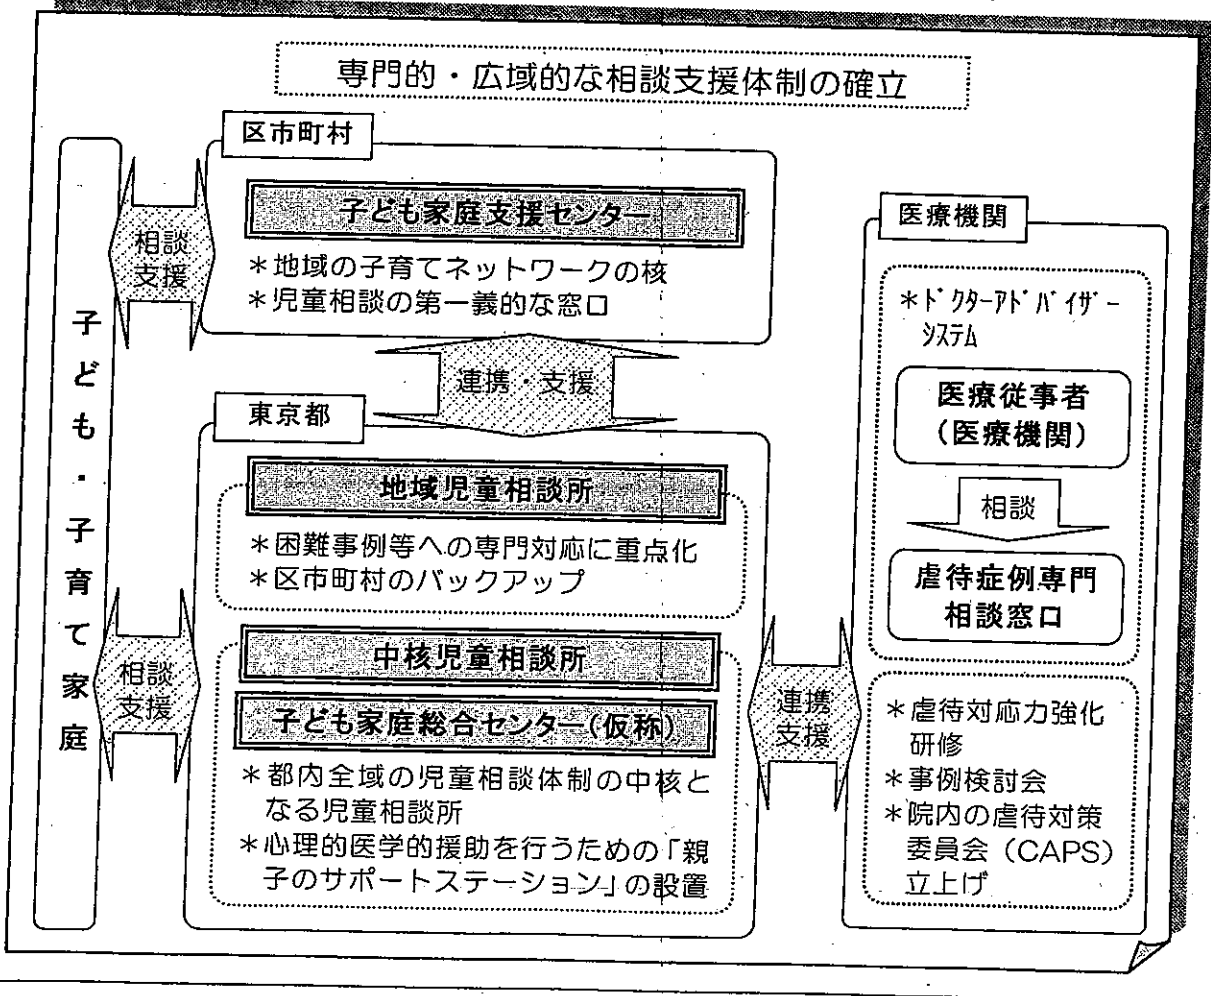 専門的・広域的な相談支援体制の確立
子ども・子育て家庭
相談
支援
区市町村
子ども家庭支援センター
＊地域の子育てネットワークの核
＊児童相談の第一義的な窓口
連携・支援
東京都
地域児童相談所
＊困難事例等への専門対応に重点化
＊区市町村のバックアップ
相談
支援
中核児童相談所
子ども家庭総合センター(仮称)
＊都内全域の児童相談体制の中核と
なる児童相談所
＊心理的医学的援助を行うための「親
子のサポートステーション」の設置
連携
支援
医療機関
＊ﾄﾞｸﾀｰｱﾄﾞﾊﾞｲｻﾞｰ
ｼｽﾃﾑ
医療従事者
（医療機関）
相談
虐待症例専門
相談窓口
＊虐待対応力強化
研修
＊事例検討会
＊院内の虐待対策
委員会（CAPS）
立上げ